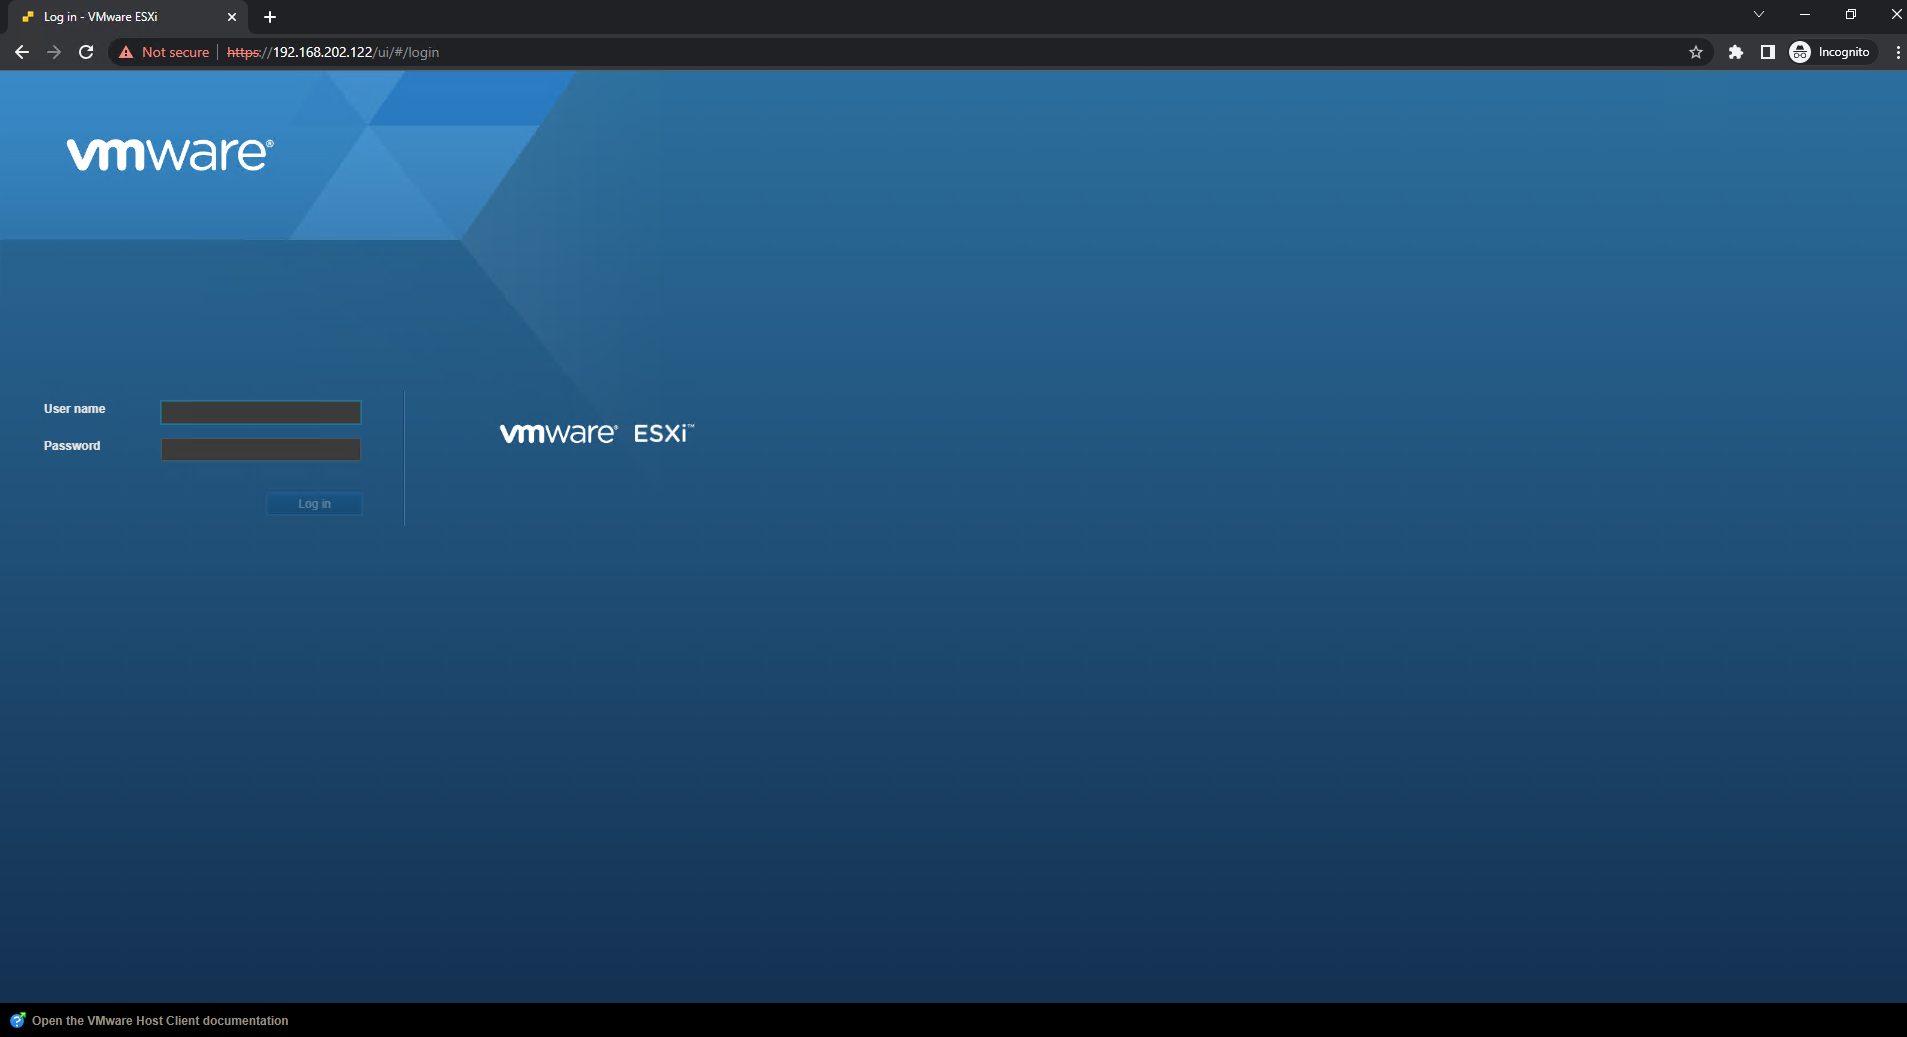 Log in - VMware ESXi
Not secure https://192.168.202.122/ui/#/login
Incognito
vmware®
User name
Password
Log in
vmware® ESXi™
Open the VMware Host Client documentation